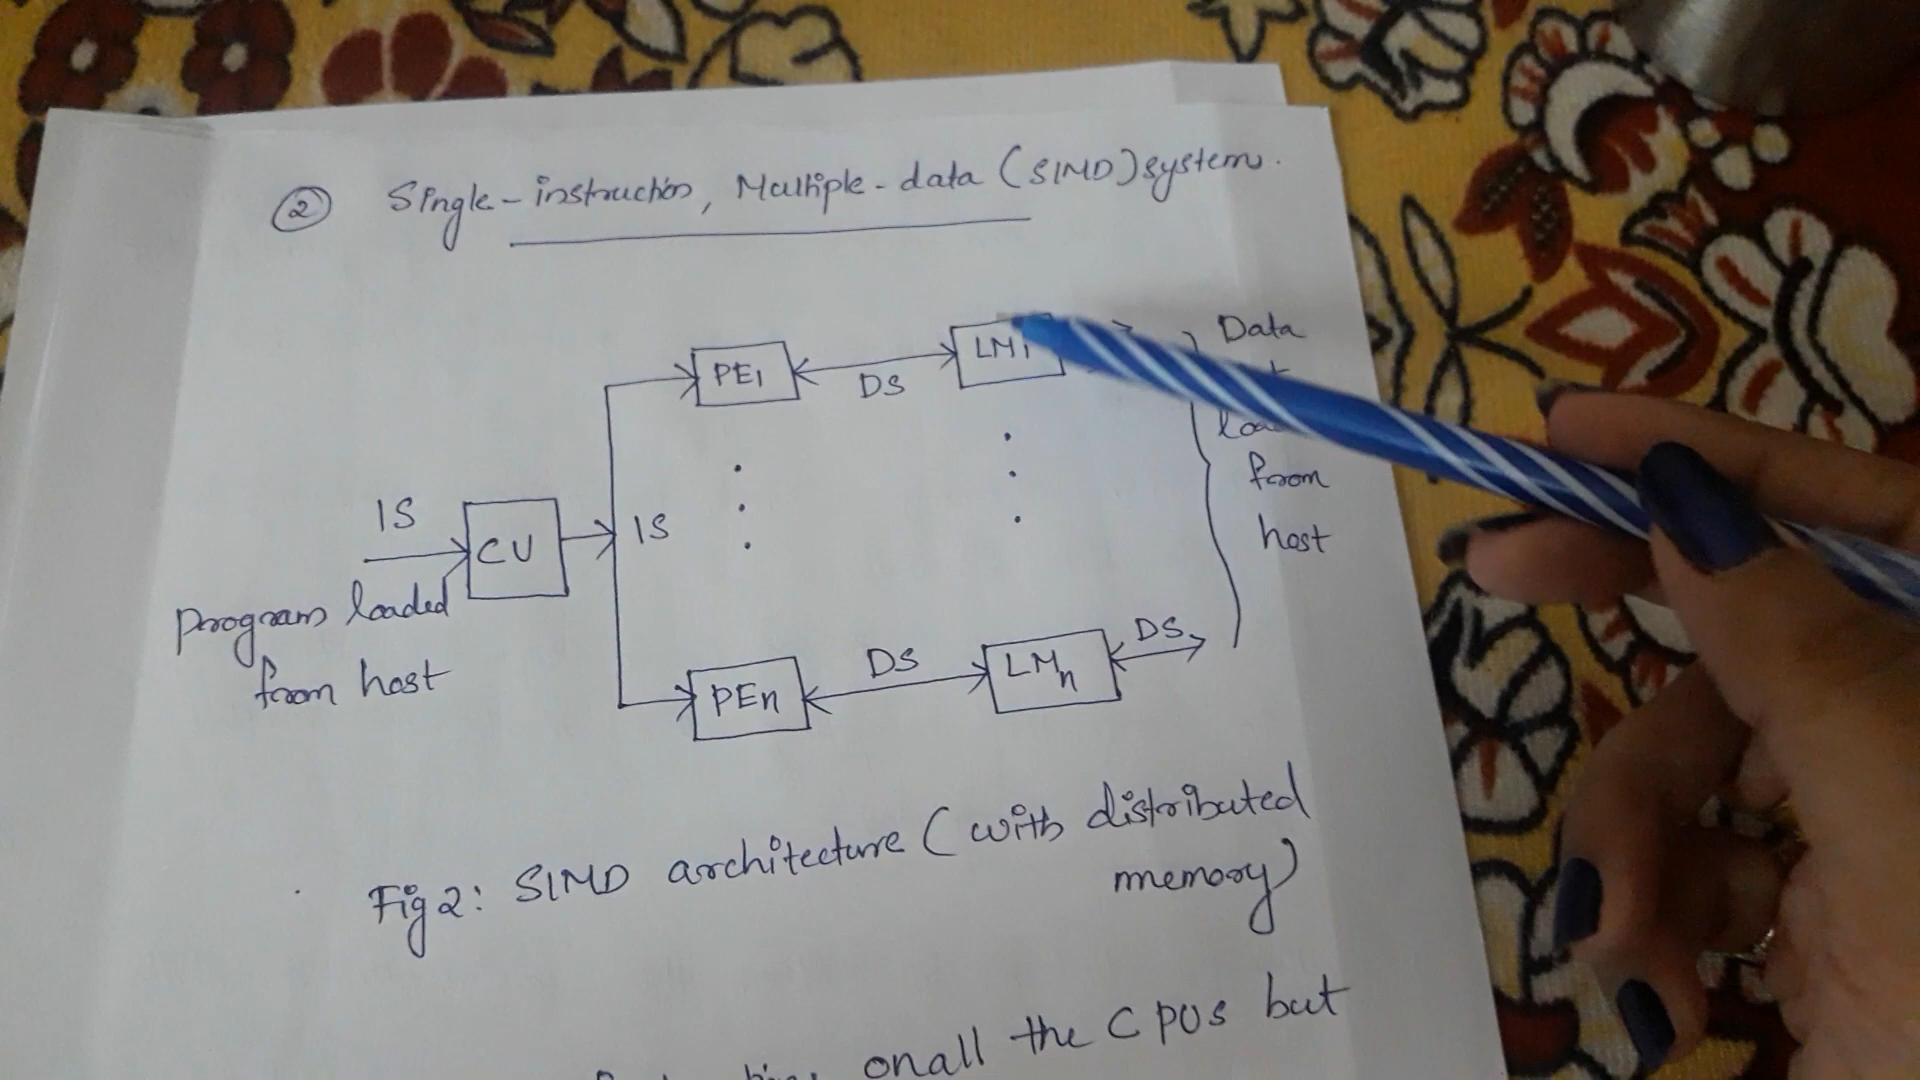 ② Single-instruction, Multiple-data (SIMD) system.
PE1
DS
LM1
Data
from
host
IS
CU
IS
Program loaded
from host
PEn
DS
LMn
DS
Fig 2: SIMD architecture (with distributed
memory)
on all the CPUs but